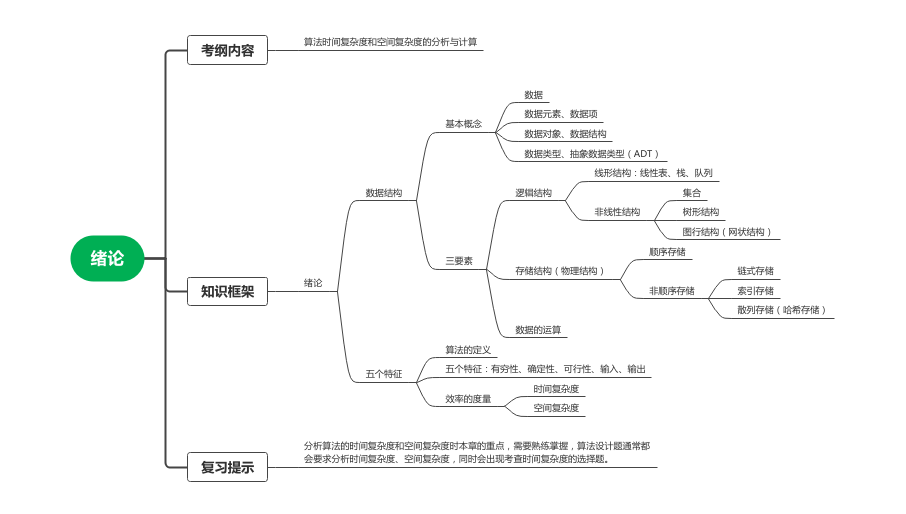 绪论
考纲内容
算法时间复杂度和空间复杂度的分析与计算
知识框架
绪论
数据结构
基本概念
数据
数据元素、数据项
数据对象、数据结构
数据类型、抽象数据类型（ADT）
三要素
逻辑结构
线形结构：线性表、栈、队列
非线性结构
集合
树形结构
图行结构（网状结构）
存储结构（物理结构）
顺序存储
非顺序存储
链式存储
索引存储
散列存储（哈希存储）
数据的运算
五个特征
算法的定义
五个特征：有穷性、确定性、可行性、输入、输出
效率的度量
时间复杂度
空间复杂度
复习提示
分析算法的时间复杂度和空间复杂度时本章的重点，需要熟练掌握，算法设计题通常都
会要求分析时间复杂度、空间复杂度，同时会出现考查时间复杂度的选择题。